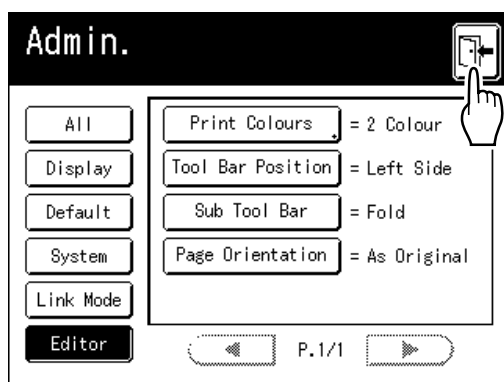 Admin.
All
Print Colours = 2 Colour
Display
Tool Bar Position = Left Side
Default
Sub Tool Bar = Fold
System
Page Orientation = As Original
Link Mode
Editor
P.1/1